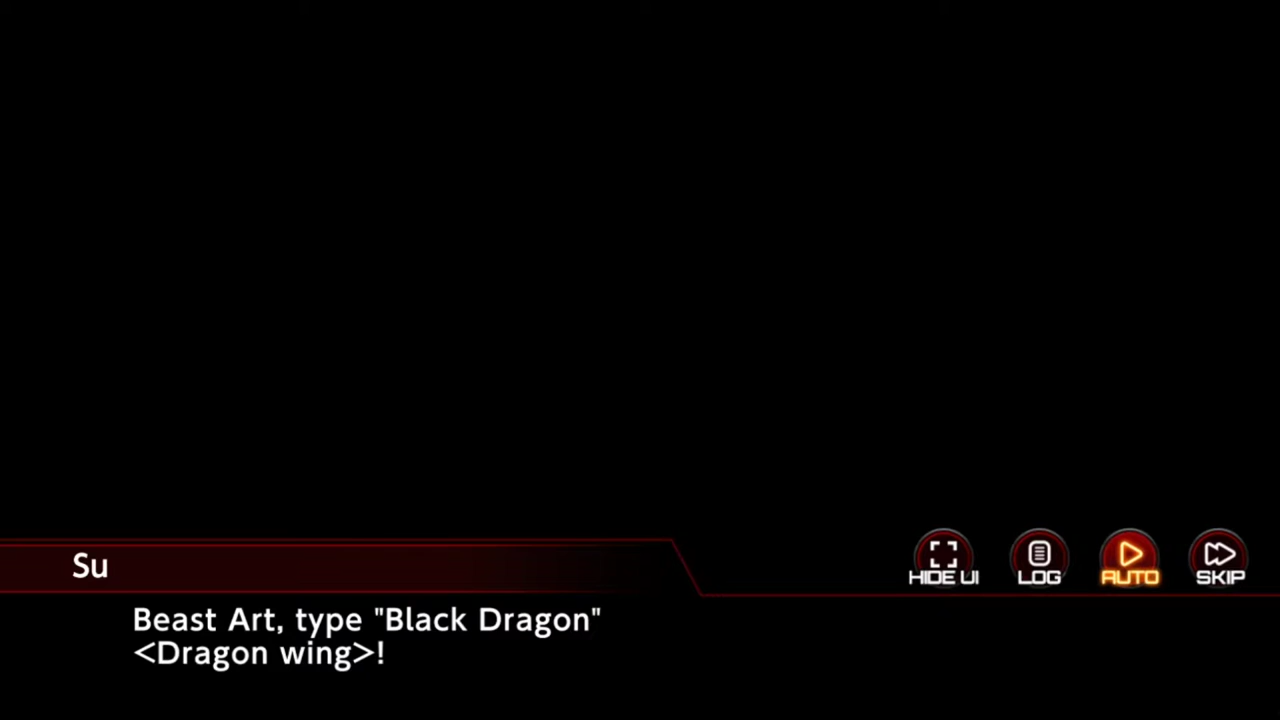 Su
HIDE UI
LOG
AUTO
SKIP
Beast Art, type "Black Dragon"
<Dragon wing>!